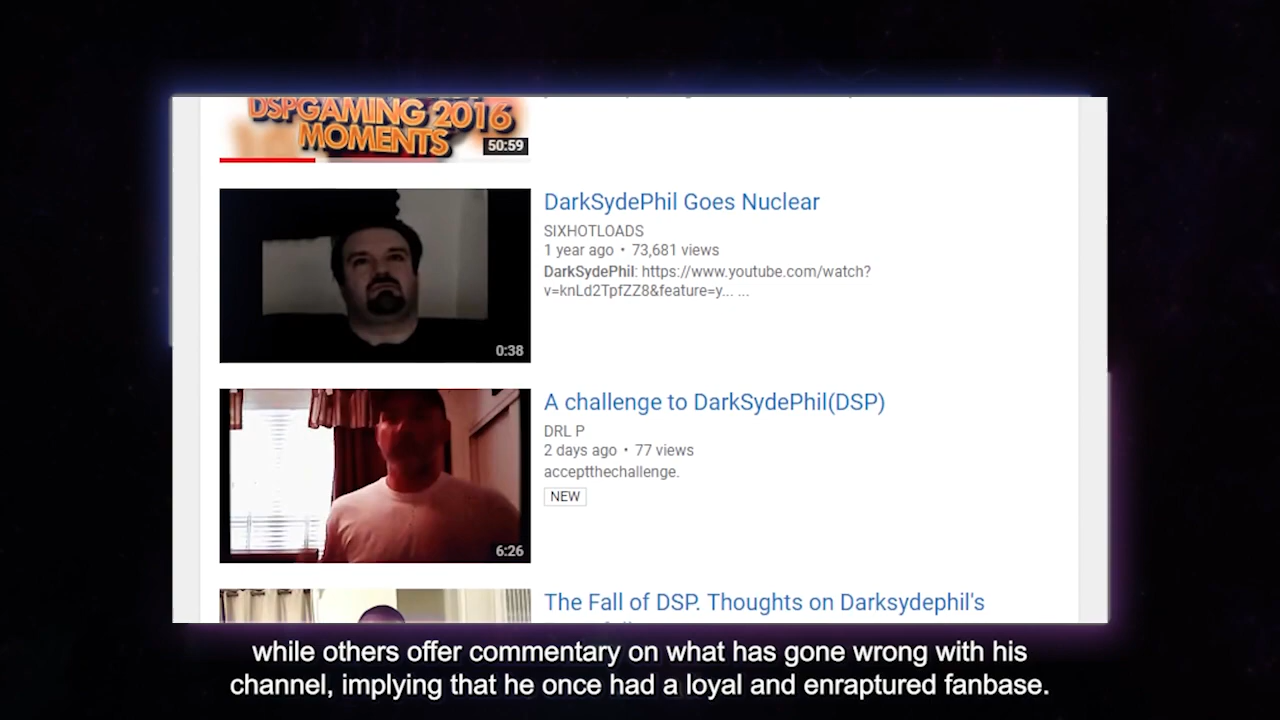 DSPGAMING 2016
MOMENTS
50:59
DarkSydePhil Goes Nuclear
SIXHOTLOADS
1 year ago • 73,681 views
DarkSydePhil: https://www.youtube.com/watch?
v=knLd2TpfZZ8&feature=y... ...
0:38
A challenge to DarkSydePhil(DSP)
DRL P
2 days ago • 77 views
acceptthechallenge.
NEW
6:26
The Fall of DSP. Thoughts on Darksydephil's
while others offer commentary on what has gone wrong with his
channel, implying that he once had a loyal and enraptured fanbase.